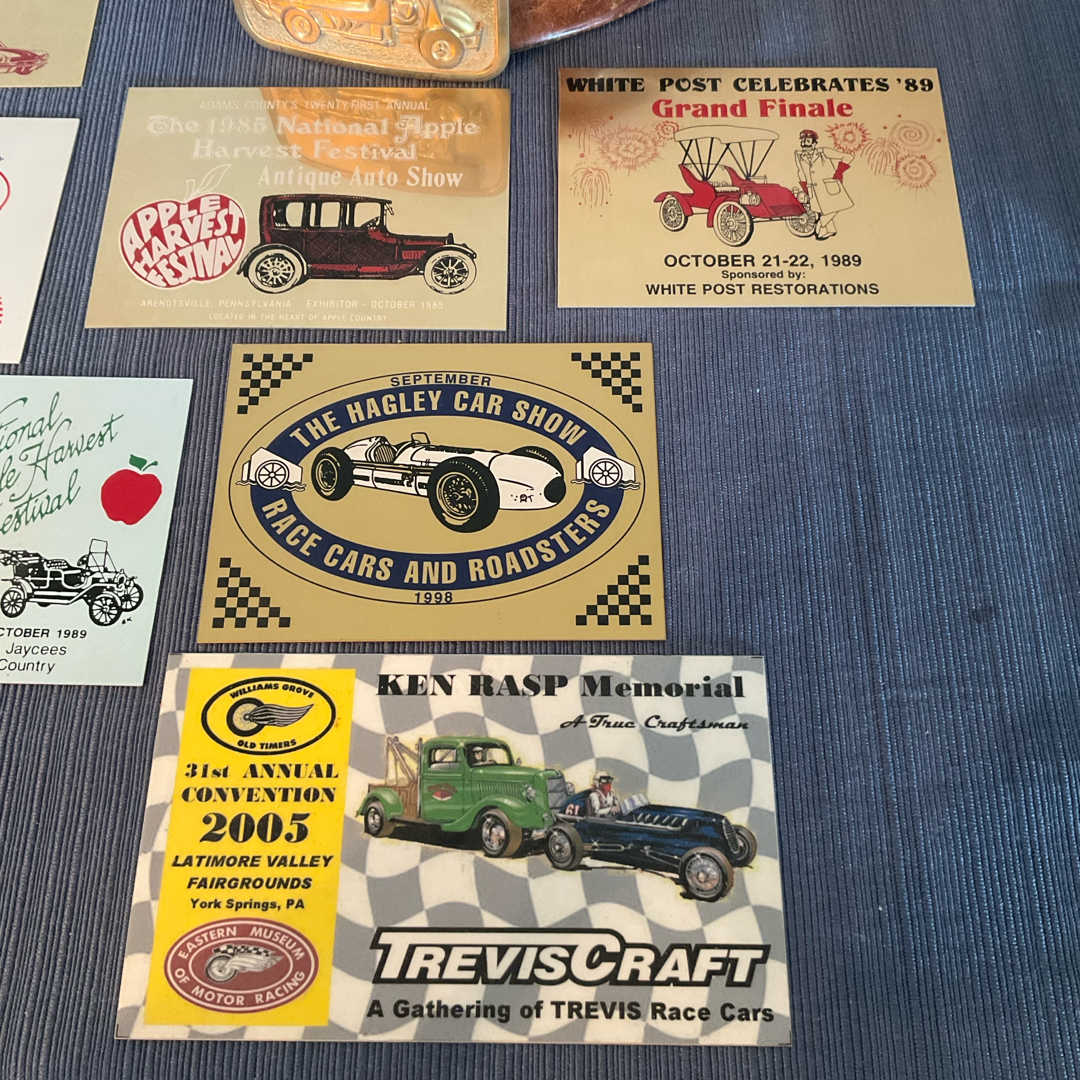 ADAMS COUNTY'S TWENTY-FIRST ANNUAL
The 1985 National Apple
Harvest Festival
Antique Auto Show
APPLE
HARVEST
FESTIVAL
ARENDTSVILLE, PENNSYLVANIA EXHIBITOR - OCTOBER 1985
LOCATED IN THE HEART OF APPLE COUNTRY
WHITE POST CELEBRATES '89
Grand Finale
OCTOBER 21-22, 1989
Sponsored by:
WHITE POST RESTORATIONS
SEPTEMBER
THE HAGLEY CAR SHOW
RACE CARS AND ROADSTERS
1998
ional
le Harvest
estival
CTOBER 1989
Jaycees
Country
WILLIAMS GROVE
OLD TIMERS
31st ANNUAL
CONVENTION
2005
LATIMORE VALLEY
FAIRGROUNDS
York Springs, PA
EASTERN MUSEUM
OF MOTOR RACING
KEN RASP Memorial
A True Craftsman
61
TREVISCRAFT
A Gathering of TREVIS Race Cars